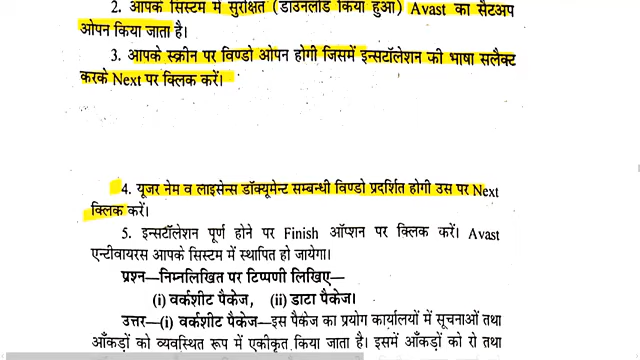 2. आपके सिस्टम में सुरक्षित (डाउनलोड किया हुआ) Avast का सैटअप
ओपन किया जाता है।
3. आपके स्क्रीन पर विण्डो ओपन होगी जिसमें इन्सटॉलेशन की भाषा सलैक्ट
करके Next पर क्लिक करें।
4. यूजर नेम व लाइसेन्स डॉक्यूमेन्ट सम्बन्धी विण्डो प्रदर्शित होगी उस पर Next
क्लिक करें।
5. इन्सटॉलेशन पूर्ण होने पर Finish ऑप्शन पर क्लिक करें। Avast
एन्टीवायरस आपके सिस्टम में स्थापित हो जायेगा।
प्रश्न—निम्नलिखित पर टिप्पणी लिखिए—
(i) वर्कशीट पैकेज, (ii) डाटा पैकेज।
उत्तर—(i) वर्कशीट पैकेज—इस पैकेज का प्रयोग कार्यालयों में सूचनाओं तथा
आँकड़ों को व्यवस्थित रूप में एकीकृत किया जाता है। इसमें आँकड़ों को रो तथा